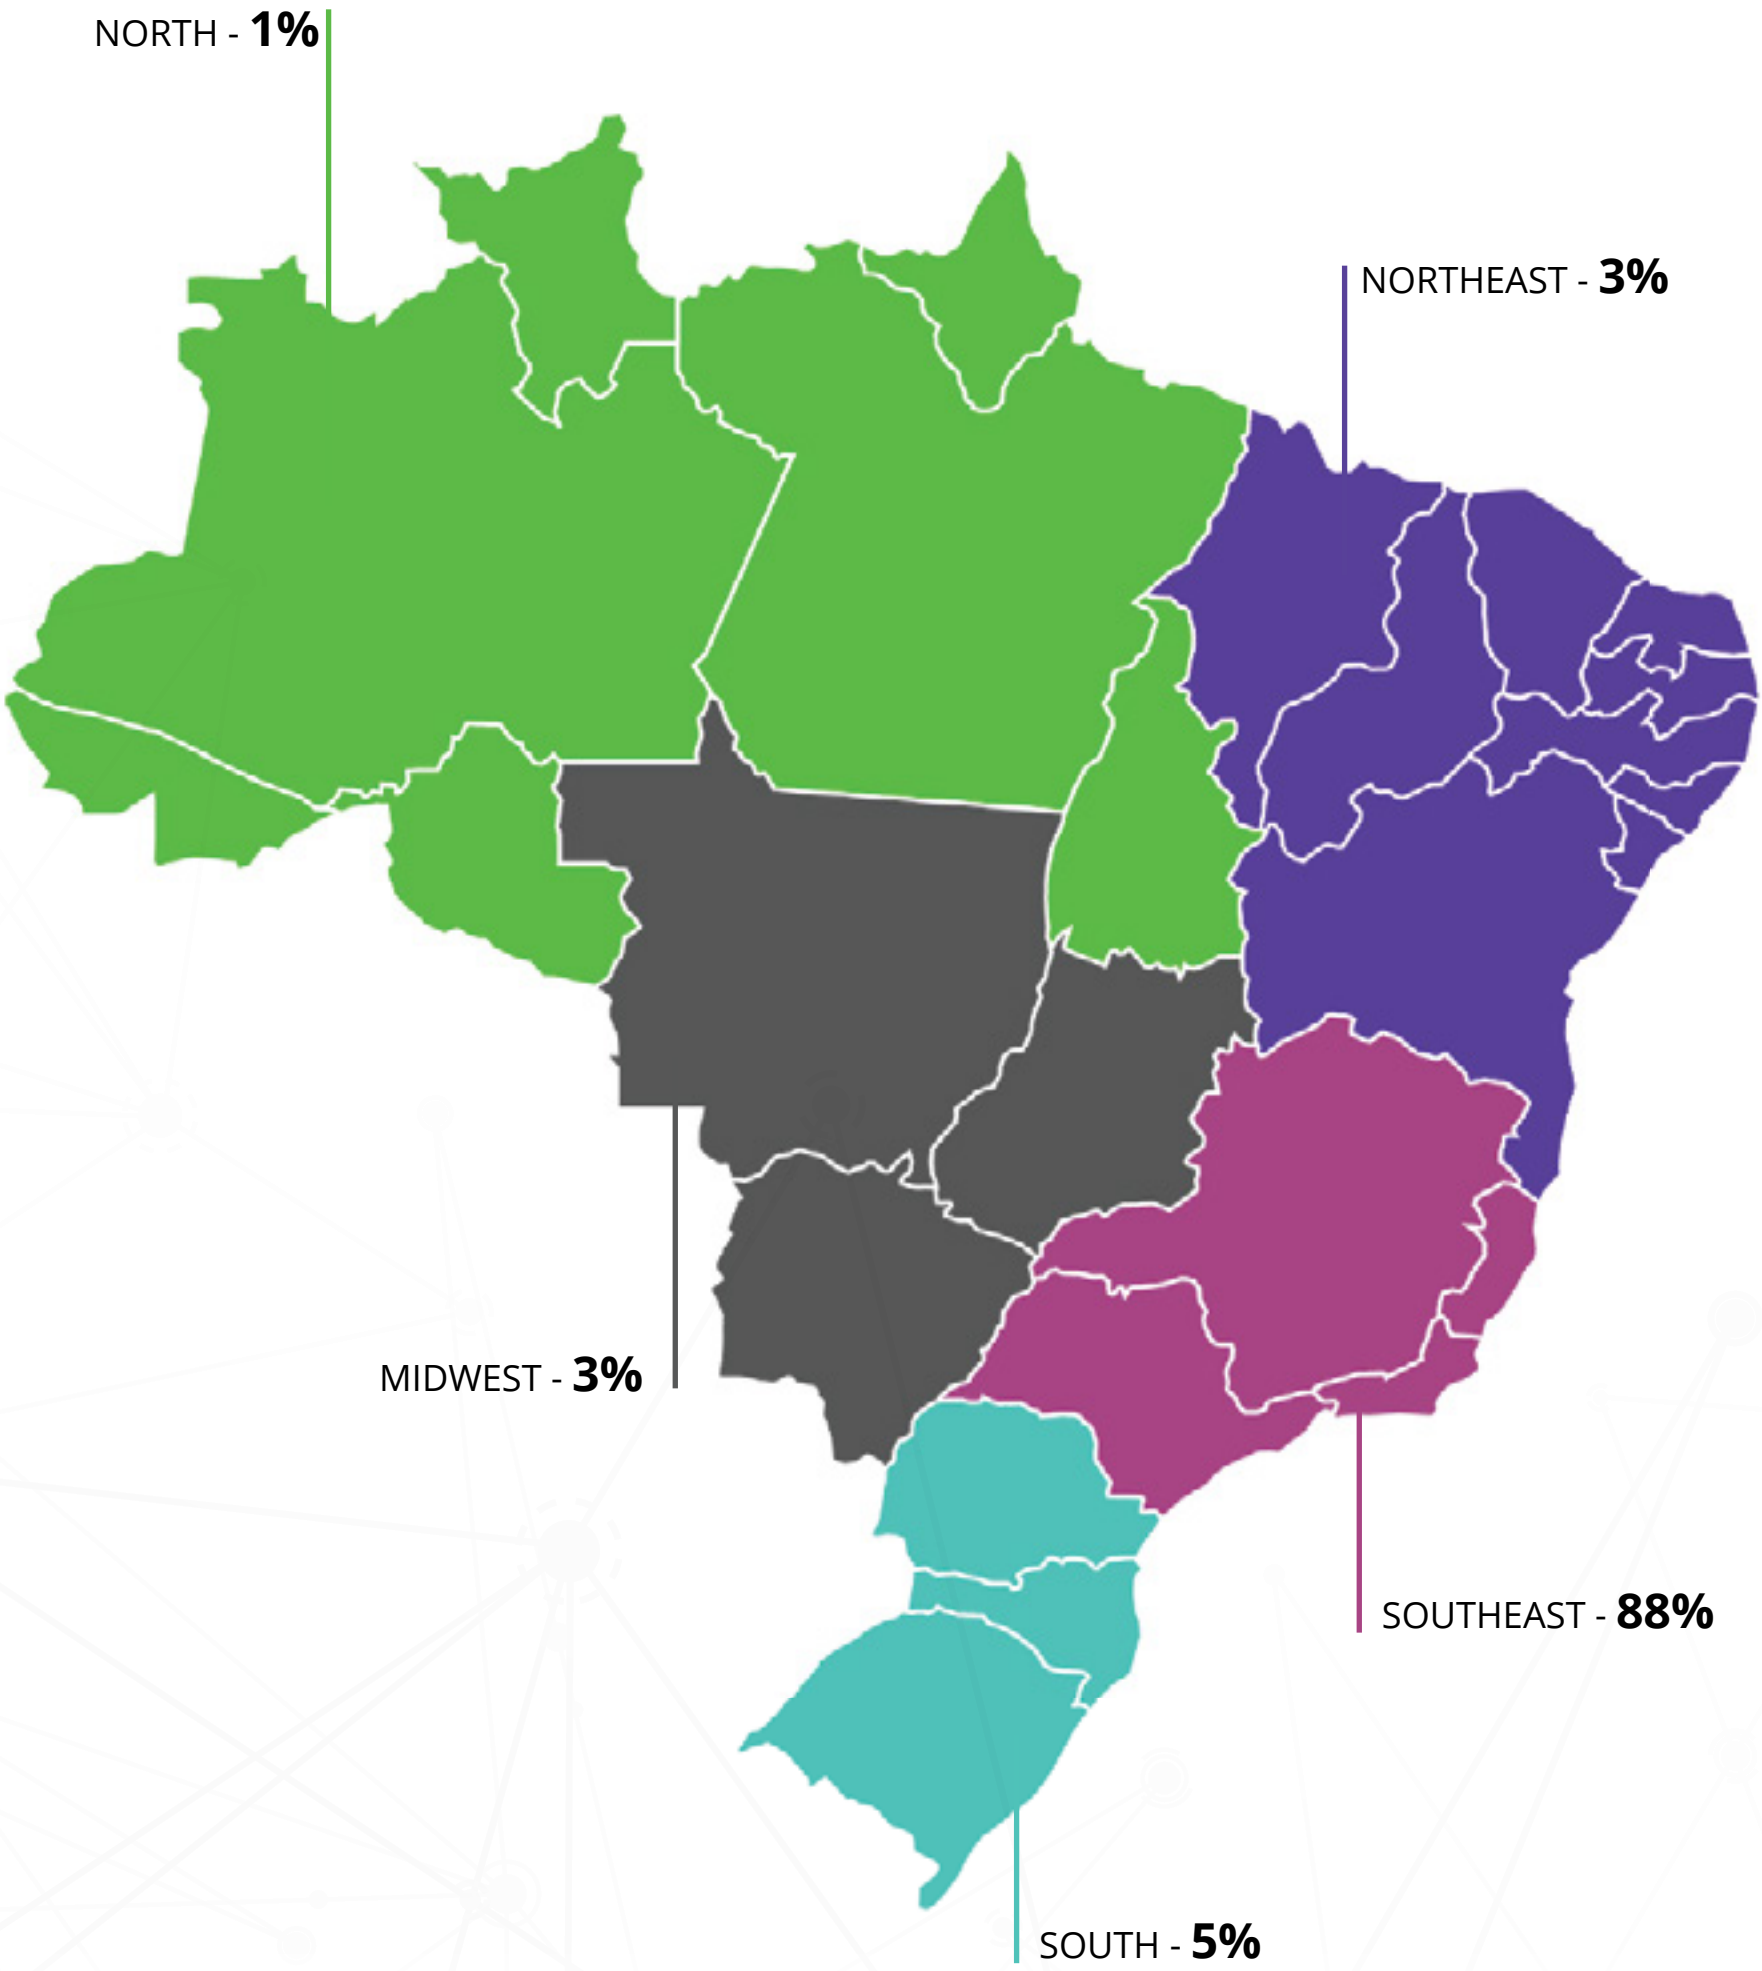 NORTH - 1%
NORTHEAST - 3%
MIDWEST - 3%
SOUTHEAST - 88%
SOUTH - 5%